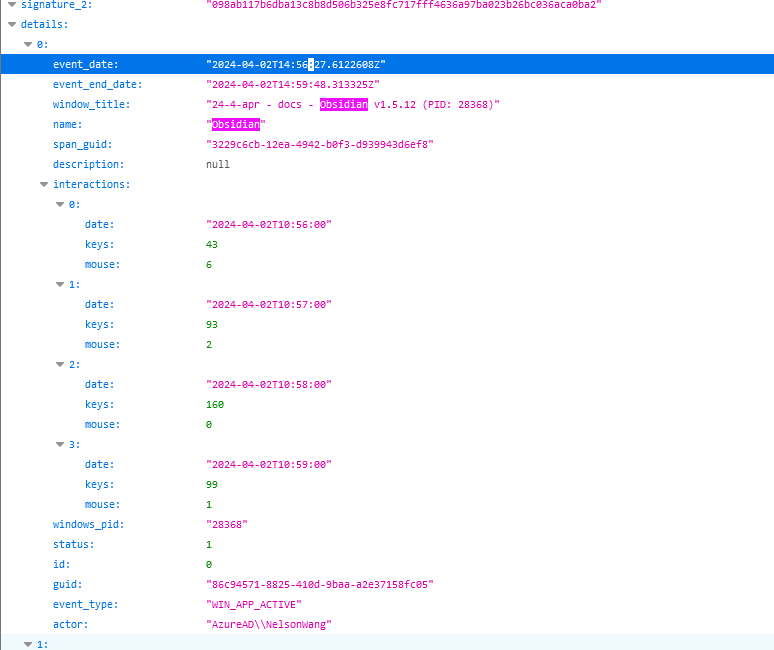 signature_2: "098ab117b6dba13c8b8d506b325e8fc717fff4636a97ba023b26bc036aca0ba2"
details:
0:
event_date: "2024-04-02T14:56:27.6122608Z"
event_end_date: "2024-04-02T14:59:48.313325Z"
window_title: "24-4-apr - docs - Obsidian v1.5.12 (PID: 28368)"
name: "Obsidian"
span_guid: "3229c6cb-12ea-4942-b0f3-d939943d6ef8"
description: null
interactions:
0:
date: "2024-04-02T10:56:00"
keys: 43
mouse: 6
1:
date: "2024-04-02T10:57:00"
keys: 93
mouse: 2
2:
date: "2024-04-02T10:58:00"
keys: 160
mouse: 0
3:
date: "2024-04-02T10:59:00"
keys: 99
mouse: 1
windows_pid: "28368"
status: 1
id: 0
guid: "86c94571-8825-410d-9baa-a2e37158fc05"
event_type: "WIN_APP_ACTIVE"
actor: "AzureAD\\NelsonWang"
1: